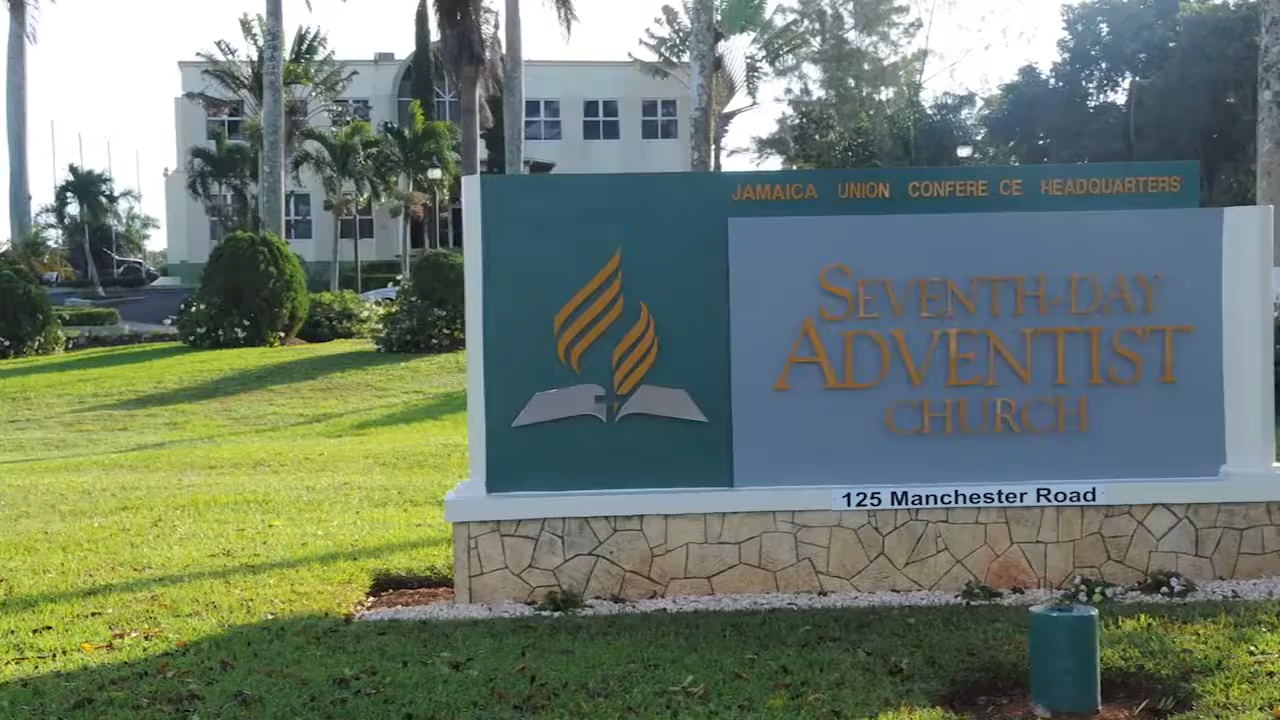 JAMAICA UNION CONFERE CE HEADQUARTERS
SEVENTH-DAY
ADVENTIST
CHURCH
125 Manchester Road